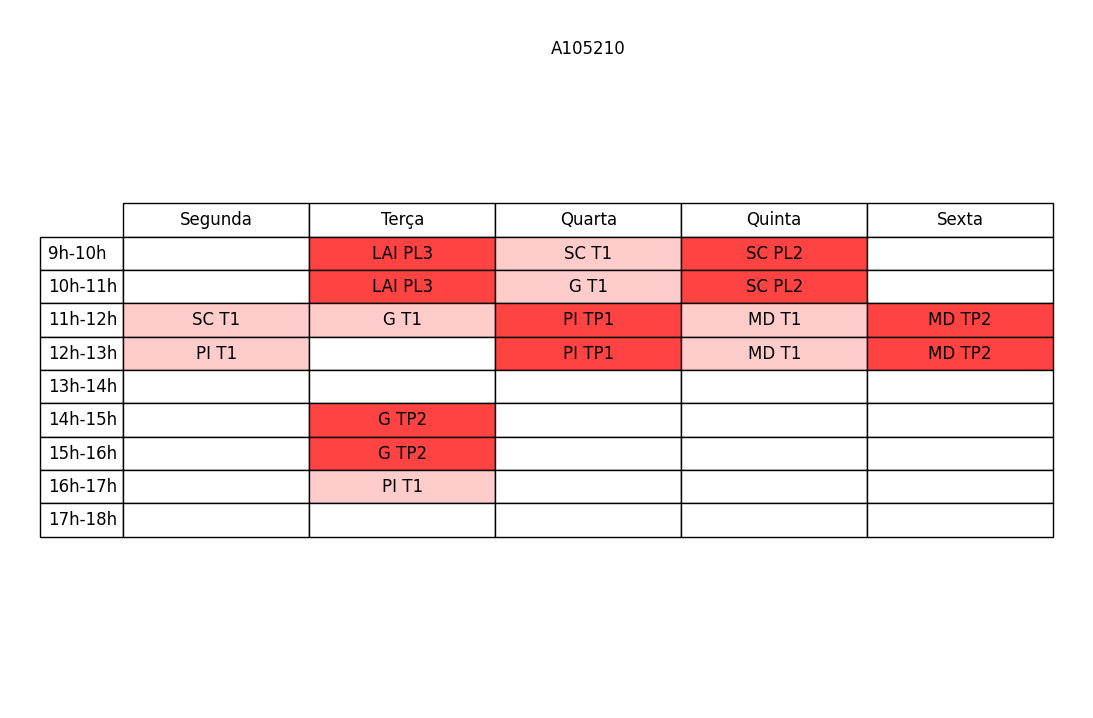 A105210
Segunda Terça Quarta Quinta Sexta
9h-10h LAI PL3 SC T1 SC PL2
10h-11h LAI PL3 G T1 SC PL2
11h-12h SC T1 G T1 PI TP1 MD T1 MD TP2
12h-13h PI T1 PI TP1 MD T1 MD TP2
13h-14h
14h-15h G TP2
15h-16h G TP2
16h-17h PI T1
17h-18h